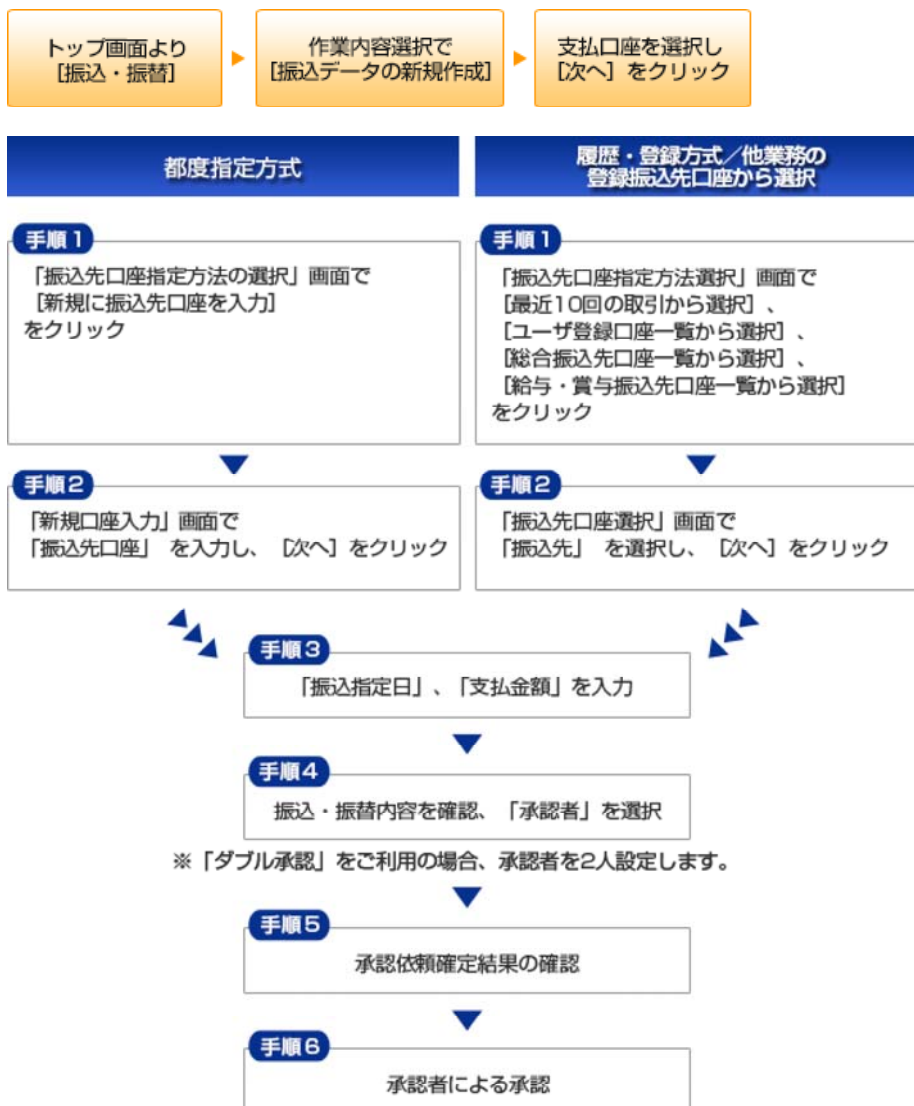 トップ画面より
[振込・振替]
作業内容選択で
[振込データの新規作成]
支払口座を選択し
[次へ] をクリック
都度指定方式
手順1
「振込先口座指定方法の選択」画面で
[新規に振込先口座を入力]
をクリック
手順2
「新規口座入力」画面で
「振込先口座」 を入力し、[次へ] をクリック
履歴・登録方式/他業務の
登録振込先口座から選択
手順1
「振込先口座指定方法選択」画面で
[最近10回の取引から選択]、
[ユーザ登録口座一覧から選択]、
[総合振込先口座一覧から選択]、
[給与・賞与振込先口座一覧から選択]
をクリック
手順2
「振込先口座選択」画面で
「振込先」 を選択し、[次へ] をクリック
手順3
「振込指定日」、「支払金額」を入力
手順4
振込・振替内容を確認、「承認者」を選択
※「ダブル承認」をご利用の場合、承認者を2人設定します。
手順5
承認依頼確定結果の確認
手順6
承認者による承認